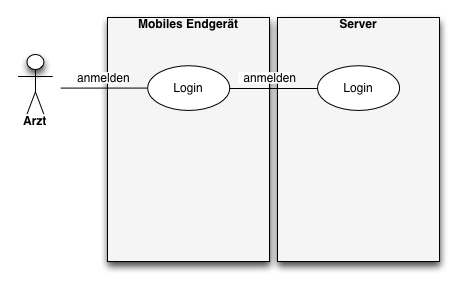 Mobiles Endgerät
Server
anmelden
Login
anmelden
Login
Arzt